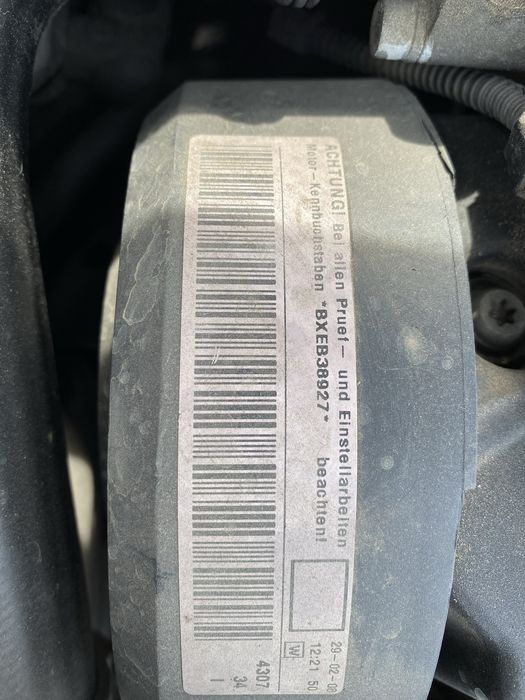 ACHTUNG! Bei allen Pruef- und Einstellarbeiten
Motor-Kennbuchstaben *BXEB38927* beachten!
29-02-08
12:21 50
W
4307
34
I